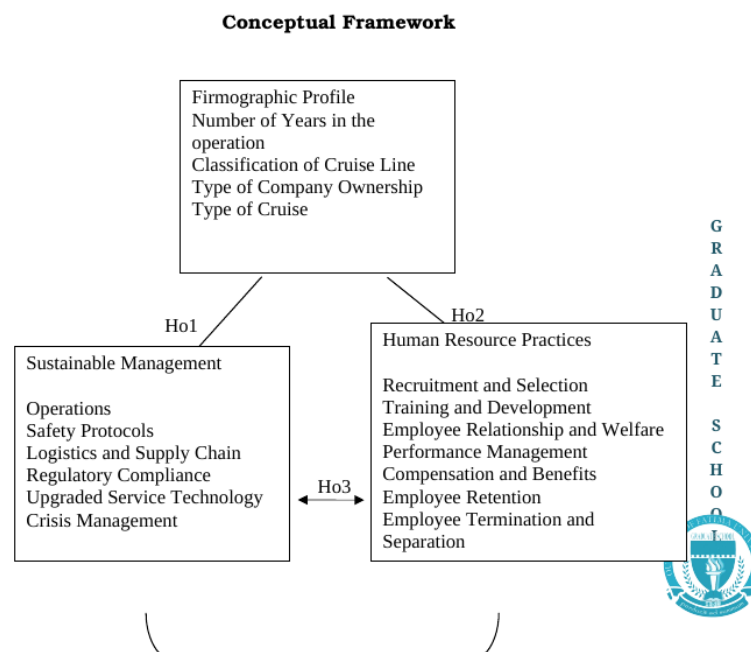 Conceptual Framework
Firmographic Profile
Number of Years in the
operation
Classification of Cruise Line
Type of Company Ownership
Type of Cruise
Ho1
Ho2
Sustainable Management
Operations
Safety Protocols
Logistics and Supply Chain
Regulatory Compliance
Upgraded Service Technology
Crisis Management
Ho3
Human Resource Practices
Recruitment and Selection
Training and Development
Employee Relationship and Welfare
Performance Management
Compensation and Benefits
Employee Retention
Employee Termination and
Separation
GRADUATE SCHOOL